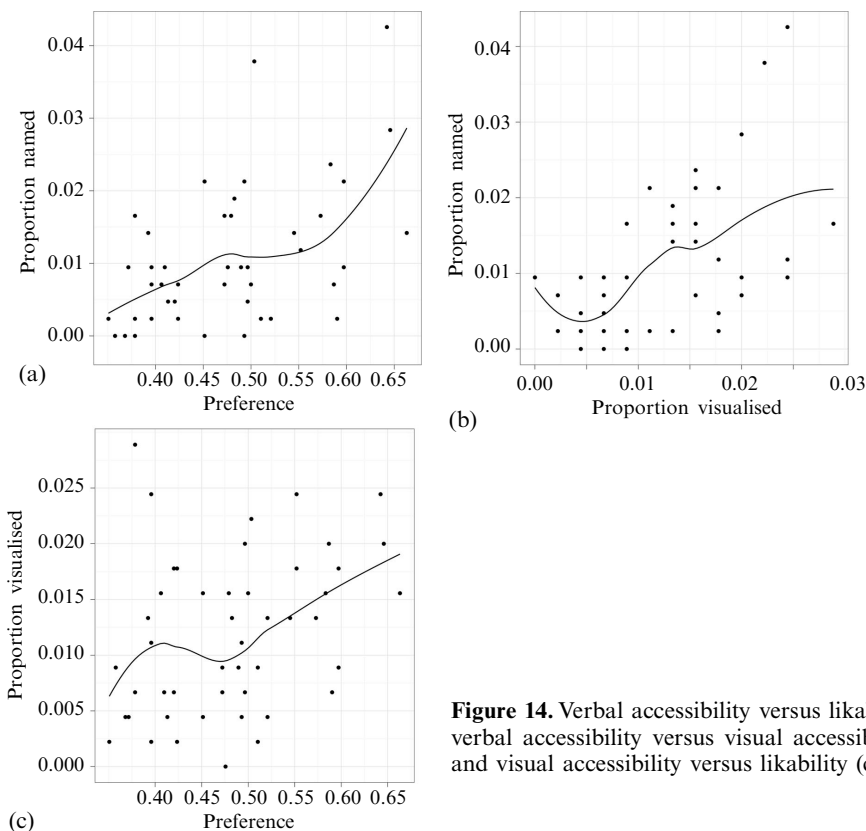 0.04
0.03
0.02
0.01
0.00
Proportion named
0.40 0.45 0.50 0.55 0.60 0.65
Preference
(a)
0.04
0.03
0.02
0.01
0.00
Proportion named
0.00 0.01 0.02 0.03
Proportion visualised
(b)
0.025
0.020
0.015
0.010
0.005
0.000
Proportion visualised
0.40 0.45 0.50 0.55 0.60 0.65
Preference
(c)
Figure 14. Verbal accessibility versus
verbal accessibility versus visual
and visual accessibility versus likability